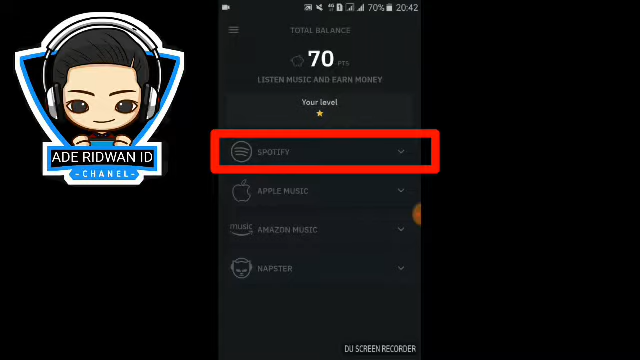 70% 20:42
TOTAL BALANCE
70 PTS
LISTEN MUSIC AND EARN MONEY
Your level
SPOTIFY
APPLE MUSIC
music
AMAZON MUSIC
NAPSTER
ADE RIDWAN ID
-CHANEL-
DU SCREEN RECORDER